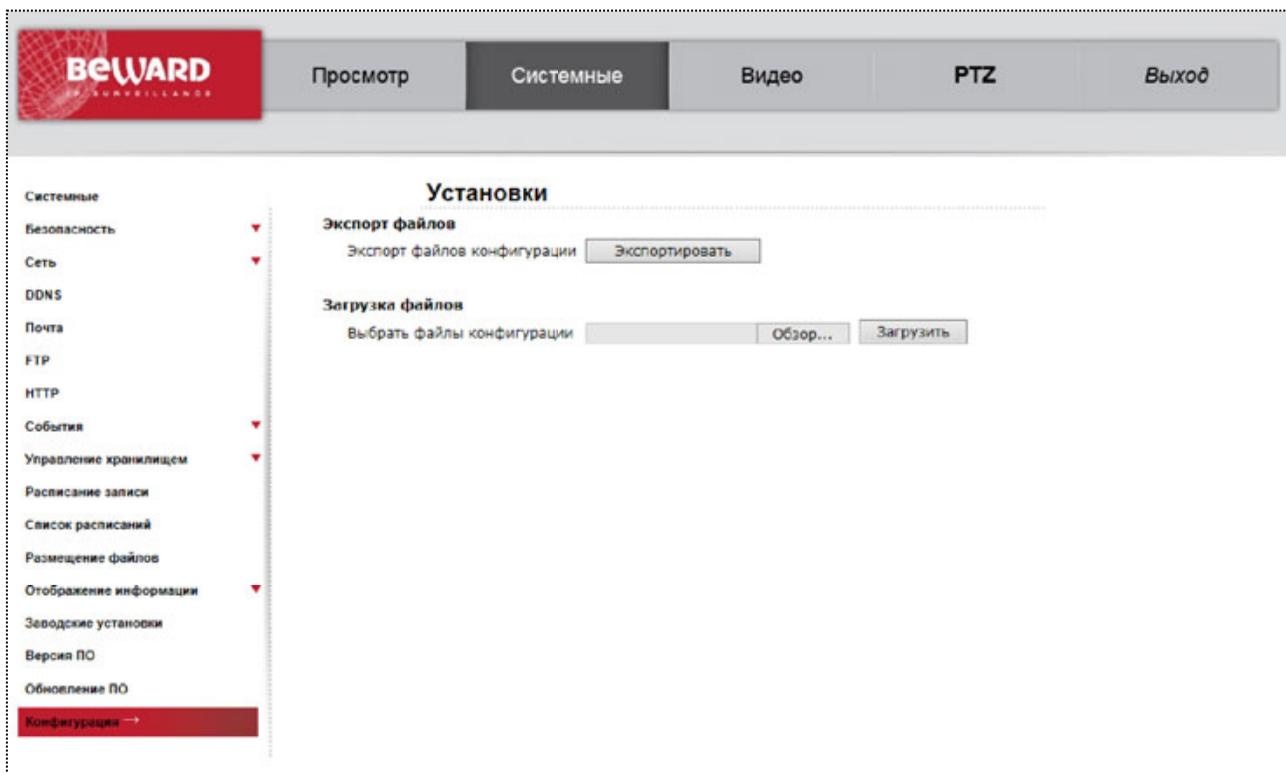 BEWARD
IP SURVEILLANCE
Просмотр
Системные
Видео
PTZ
Выход
Системные
Безопасность
Сеть
DDNS
Почта
FTP
HTTP
События
Управление хранилищем
Расписание записи
Список расписаний
Размещение файлов
Отображение информации
Заводские установки
Версия ПО
Обновление ПО
Конфигурация →
Установки
Экспорт файлов
Экспорт файлов конфигурации Экспортировать
Загрузка файлов
Выбрать файлы конфигурации Обзор... Загрузить